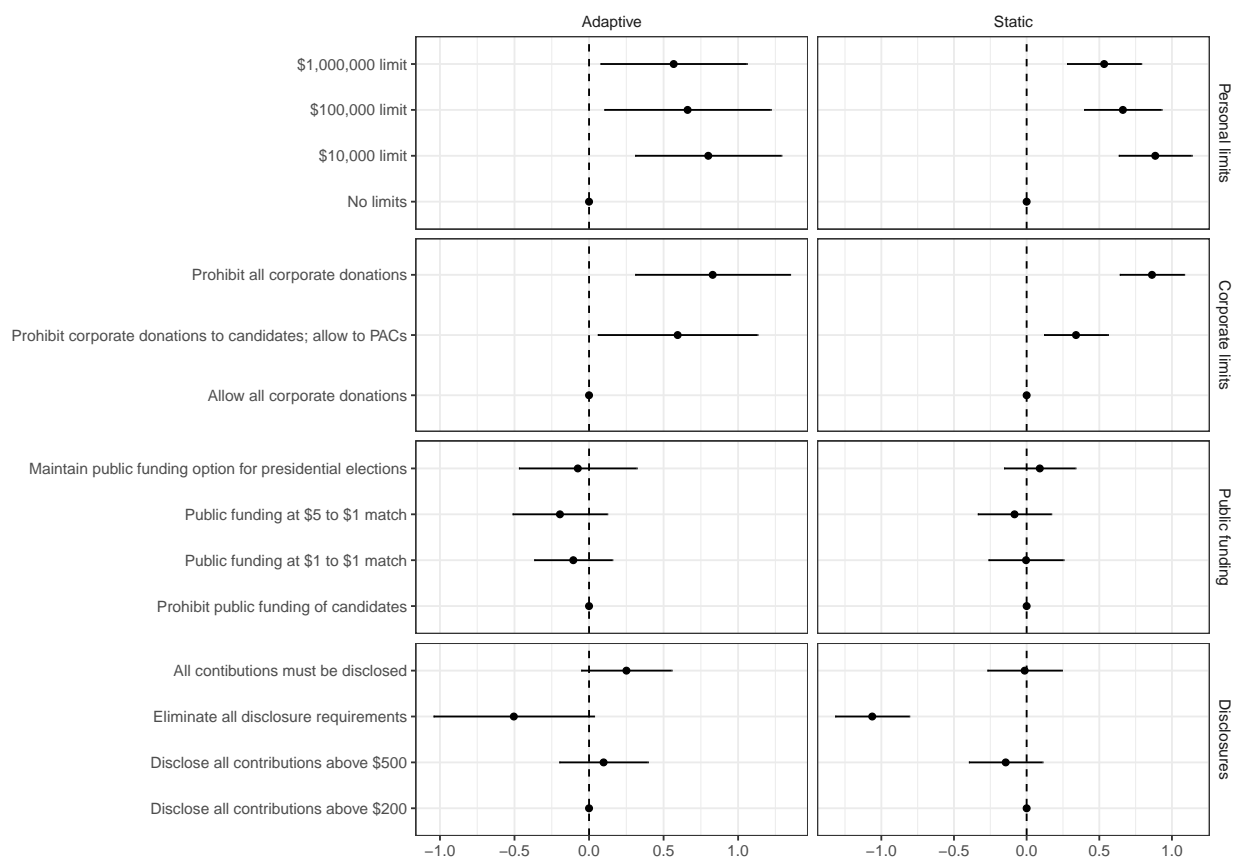 Adaptive
Static
$1,000,000 limit
$100,000 limit
$10,000 limit
No limits
Personal limits
Prohibit all corporate donations
Prohibit corporate donations to candidates; allow to PACs
Allow all corporate donations
Corporate limits
Maintain public funding option for presidential elections
Public funding at $5 to $1 match
Public funding at $1 to $1 match
Prohibit public funding of candidates
Public funding
All contibutions must be disclosed
Eliminate all disclosure requirements
Disclose all contributions above $500
Disclose all contributions above $200
Disclosures
−1.0 −0.5 0.0 0.5 1.0
−1.0 −0.5 0.0 0.5 1.0